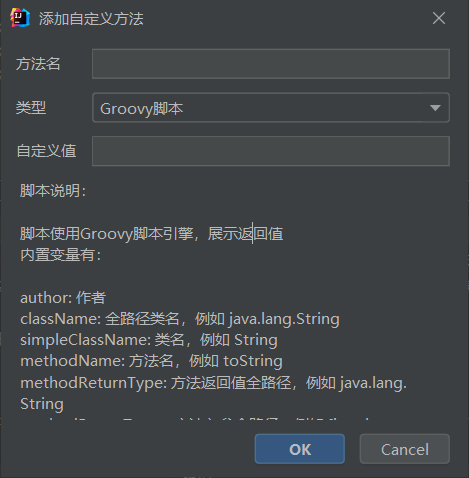 添加自定义方法
方法名
类型 Groovy脚本
自定义值
脚本说明：
脚本使用Groovy脚本引擎，展示返回值
内置变量有：
author: 作者
className: 全路径类名，例如 java.lang.String
simpleClassName: 类名，例如 String
methodName: 方法名，例如 toString
methodReturnType: 方法返回值全路径，例如 java.lang.
String
OK Cancel